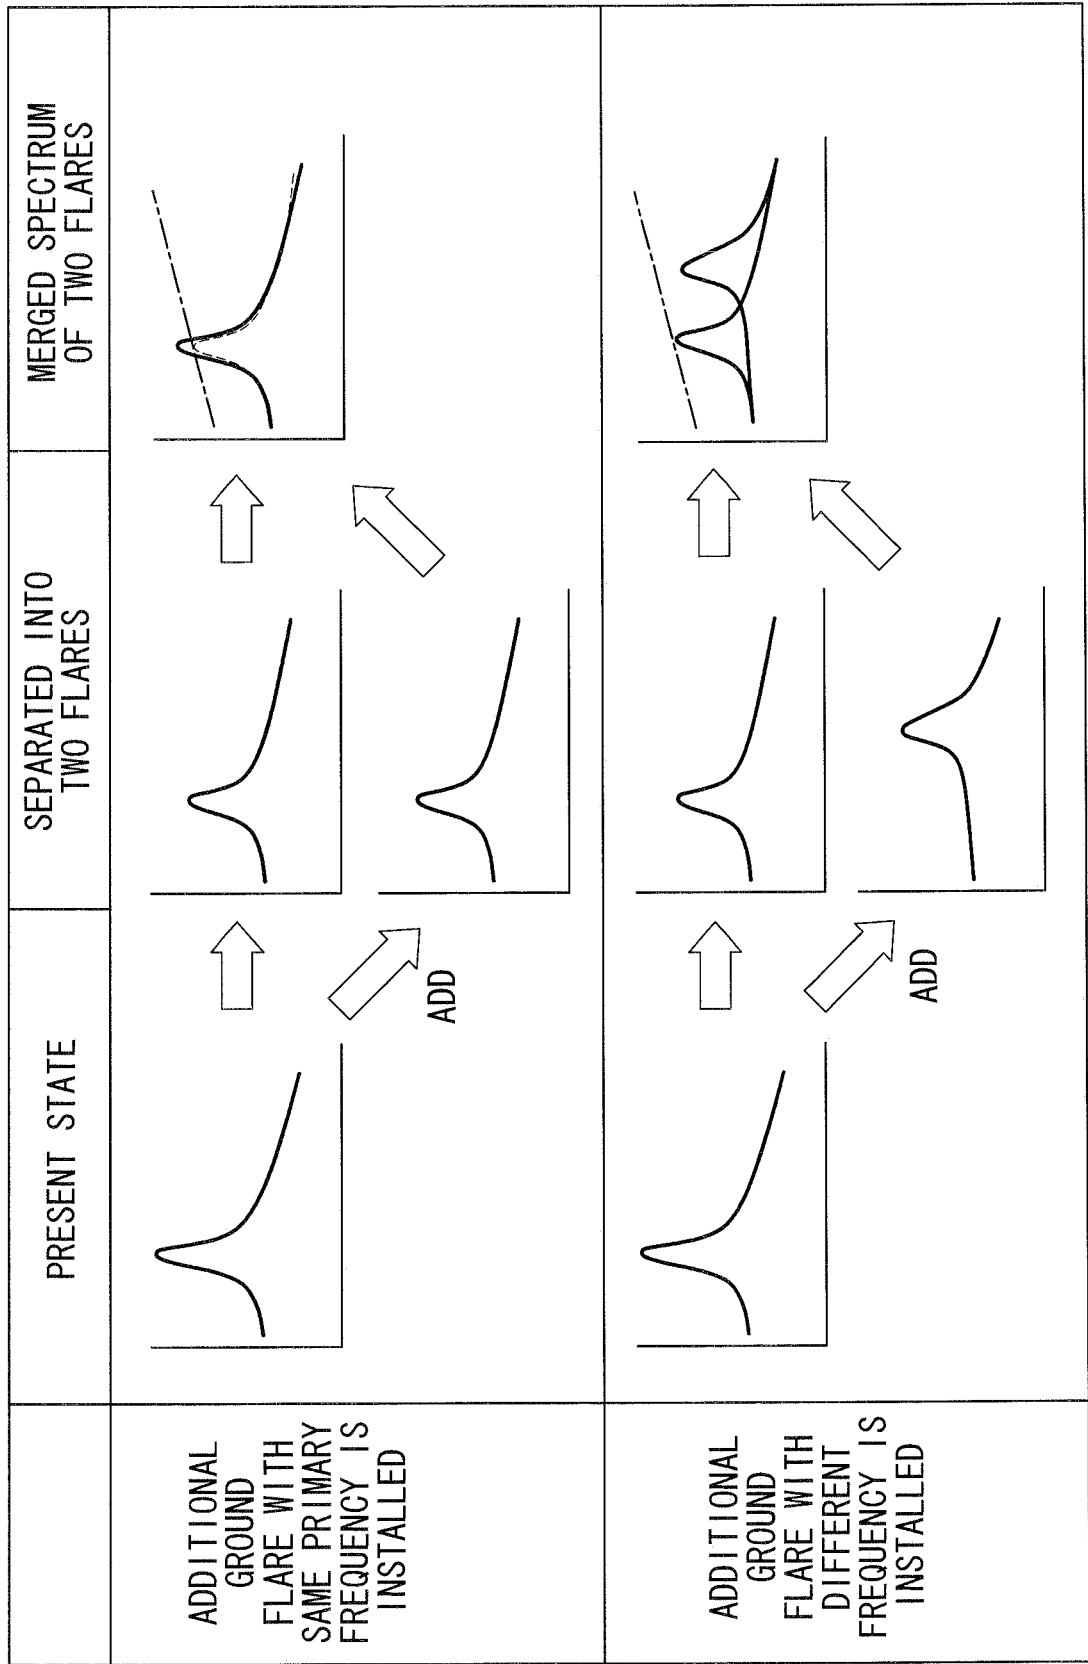 PRESENT STATE
SEPARATED INTO
TWO FLARES
MERGED SPECTRUM
OF TWO FLARES
ADDITIONAL
GROUND
FLARE WITH
SAME PRIMARY
FREQUENCY IS
INSTALLED
ADD
ADDITIONAL
GROUND
FLARE WITH
DIFFERENT
FREQUENCY IS
INSTALLED
ADD